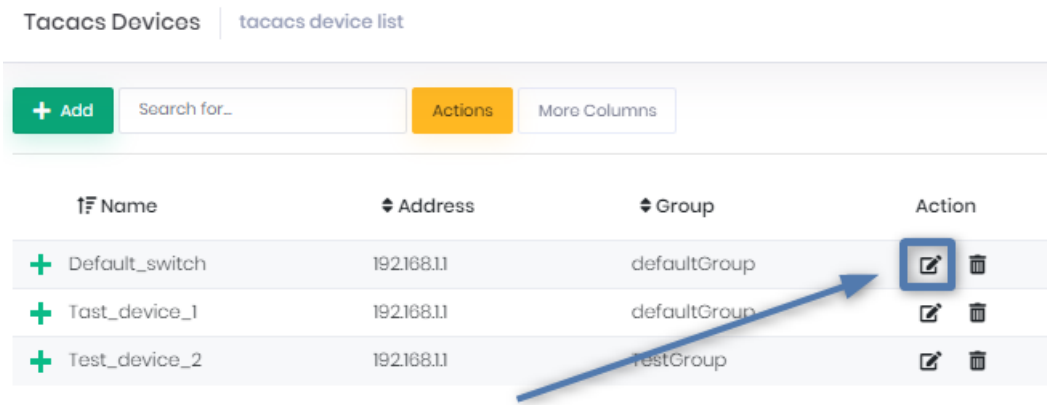 Tacacs Devices tacacs device list
+ Add Search for... Actions More Columns
Name Address Group Action
Default_switch 192.168.1.1 defaultGroup
Tast_device_1 192.168.1.1 defaultGroup
Test_device_2 192.168.1.1 TestGroup